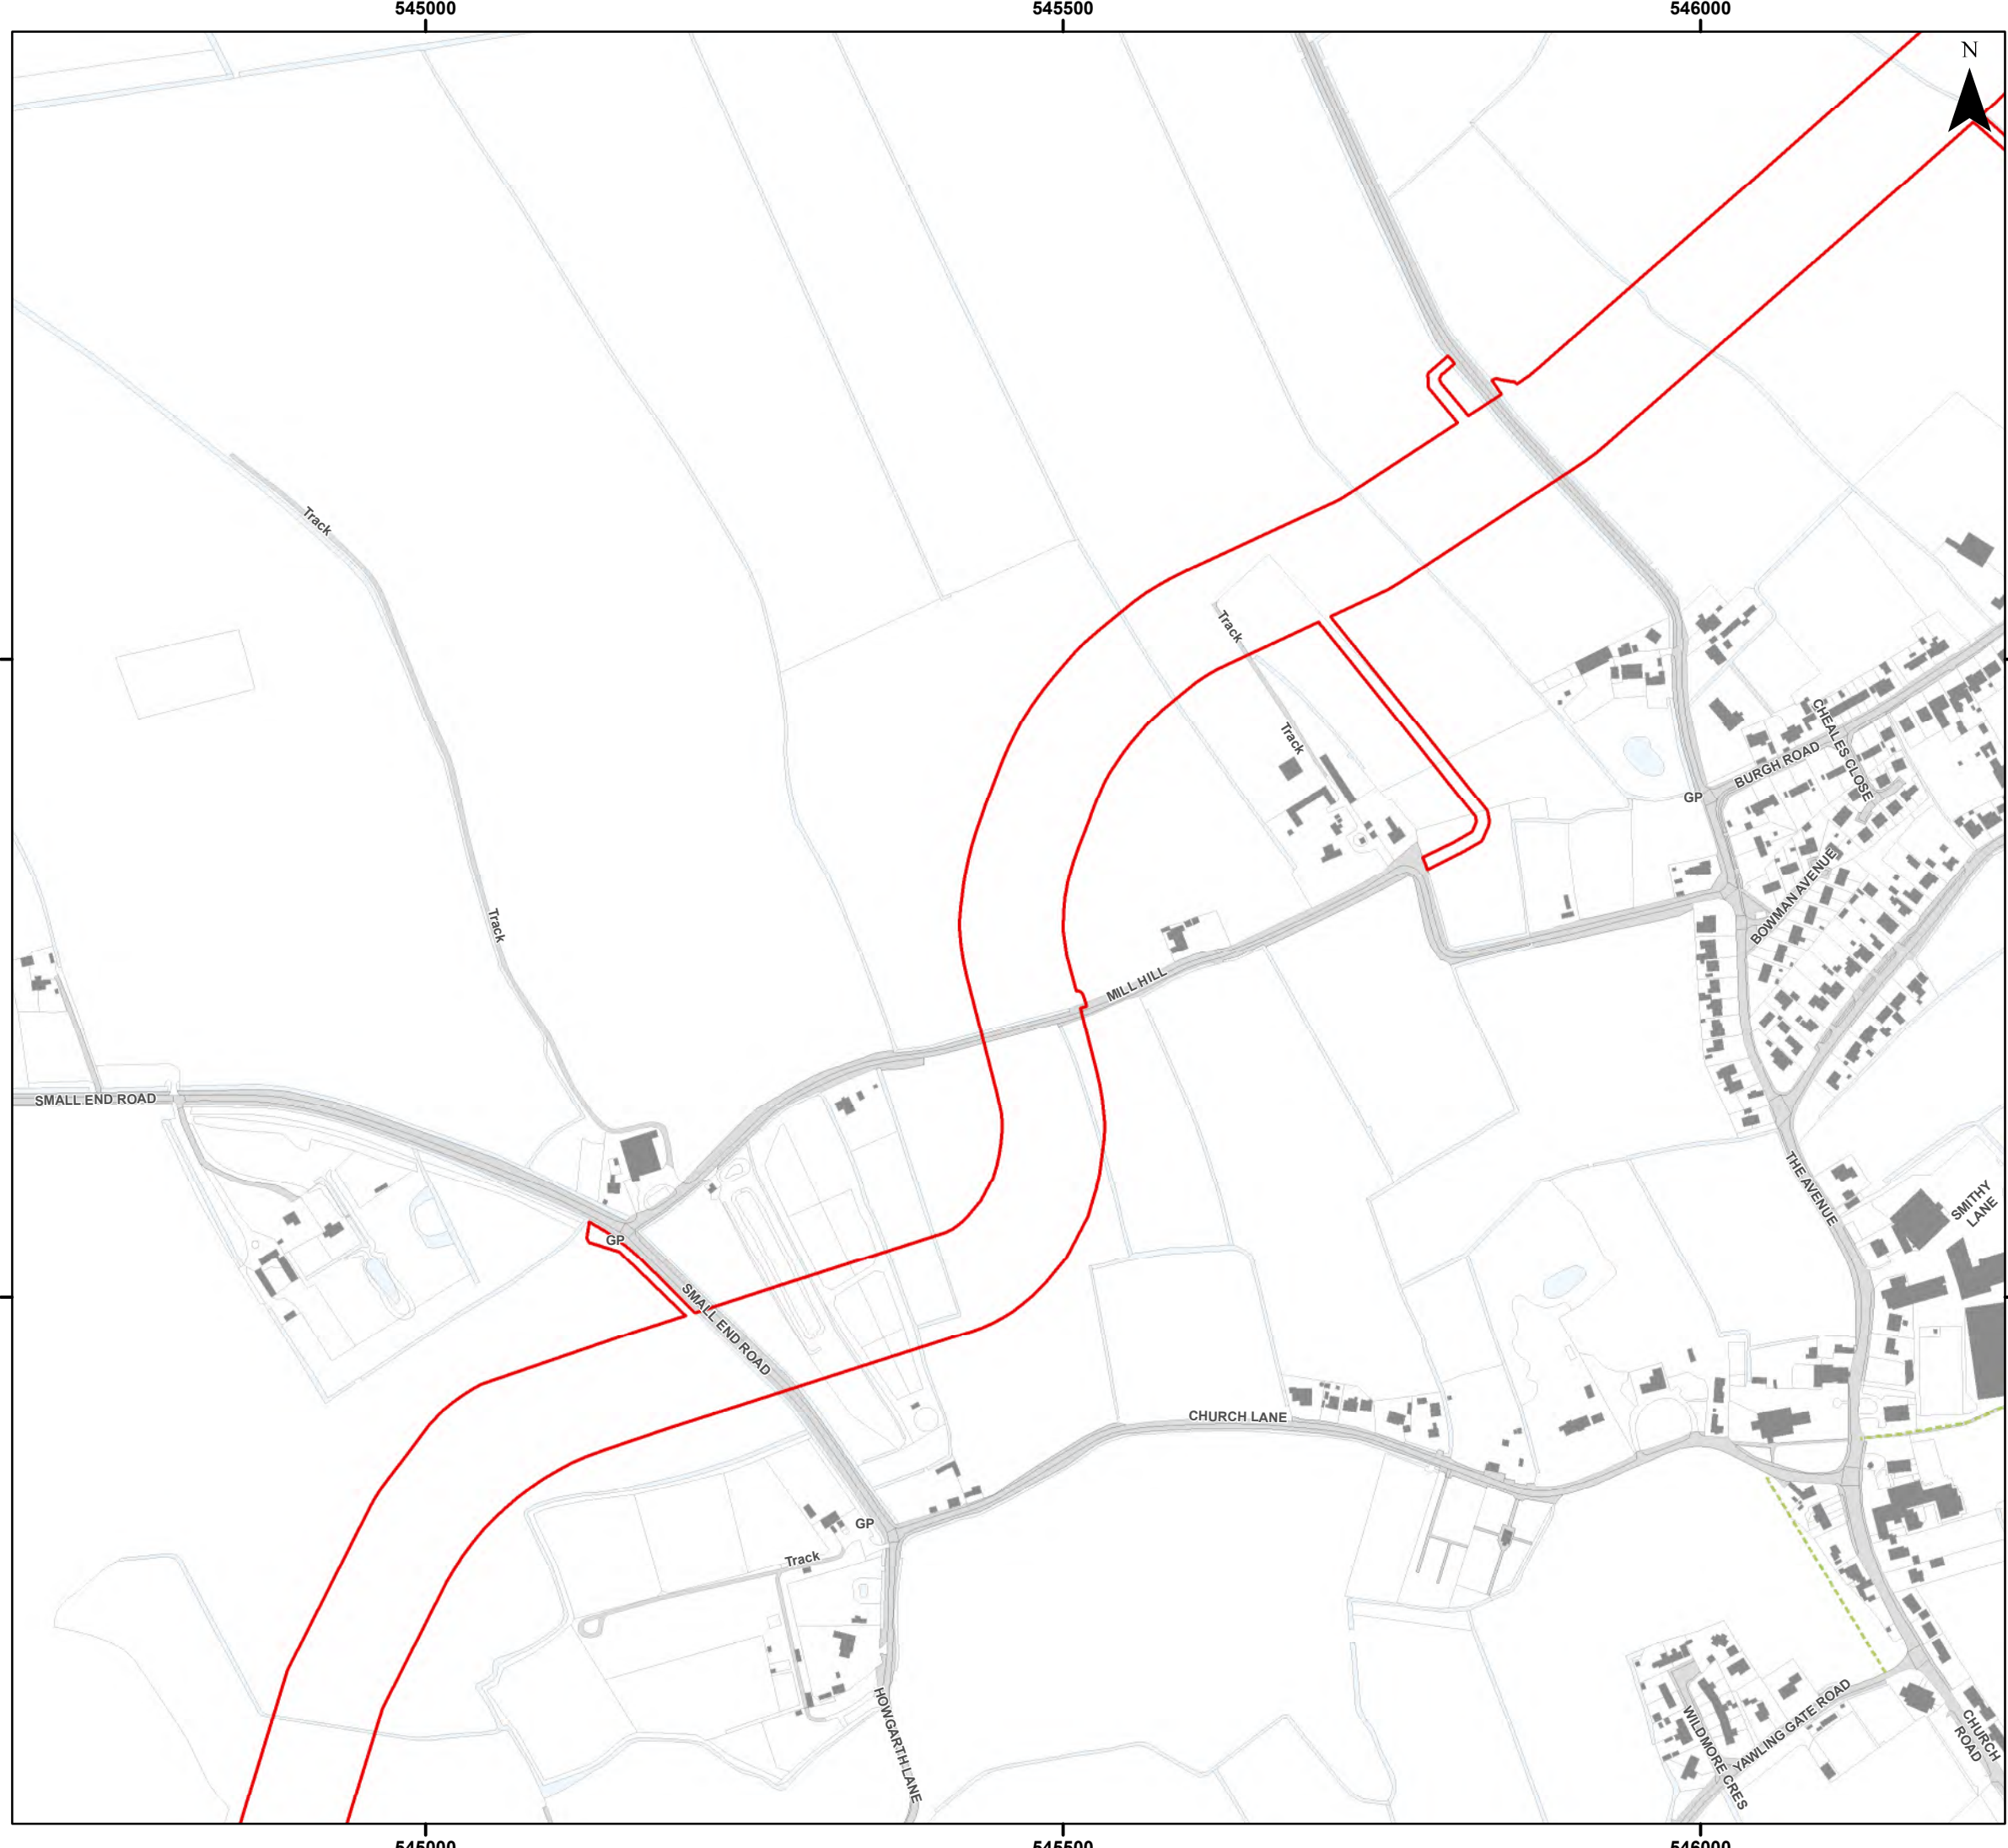 545000
545500
546000
N
Track
Track
Track
CHEALES CLOSE
BURGH ROAD
GP
BOWMAN AVENUE
Track
MILL HILL
SMALL END ROAD
THE AVENUE
SMITHY
LANE
GP
SMALL END ROAD
CHURCH LANE
GP
Track
HOWGARTH LANE
WILDMORE CRES
YAWLING GATE ROAD
CHURCH
ROAD
545000
545500
546000